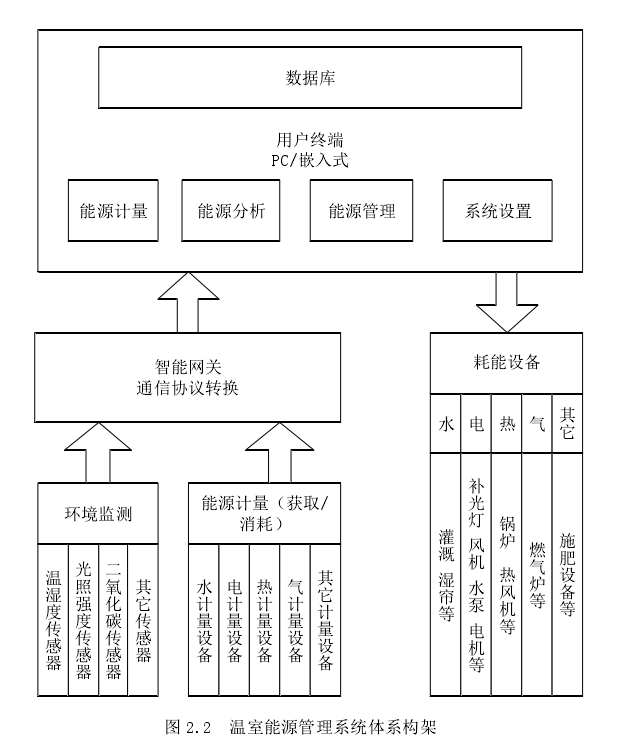 数据库
用户终端
PC/嵌入式
能源计量
能源分析
能源管理
系统设置
智能网关
通信协议转换
耗能设备
水
电
热
气
其它
灌溉 湿帘等
补光灯 风机 水泵 电机等
锅炉 热风机等
燃气炉等
施肥设备等
环境监测
温湿度传感器
光照强度传感器
二氧化碳传感器
其它传感器
能源计量（获取/
消耗）
水计量设备
电计量设备
热计量设备
气计量设备
其它计量设备
图 2.2 温室能源管理系统体系构架